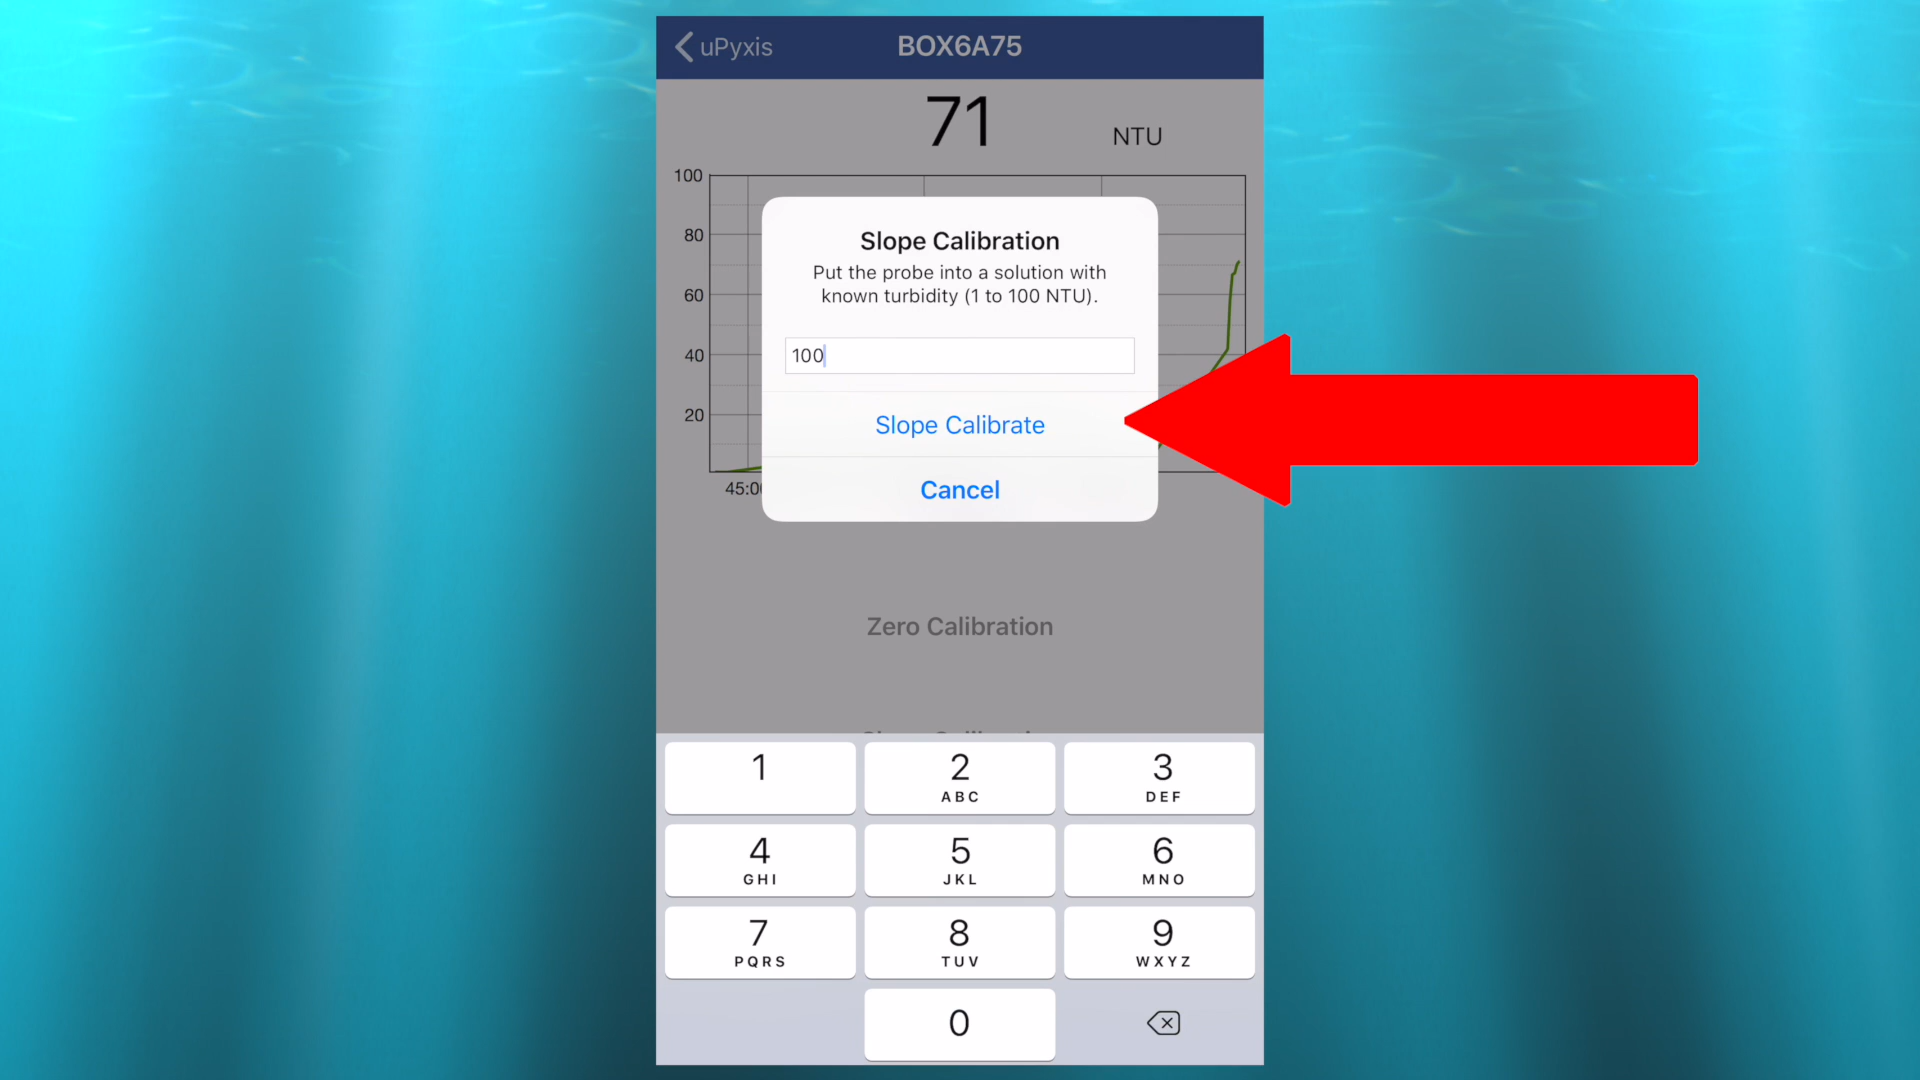 uPyxis
BOX6A75
71
NTU
100
80
60
40
20
Slope Calibration
Put the probe into a solution with
known turbidity (1 to 100 NTU).
100
Slope Calibrate
Cancel
Zero Calibration
1
2
ABC
3
DEF
4
GHI
5
JKL
6
MNO
7
PQRS
8
TUV
9
WXYZ
0